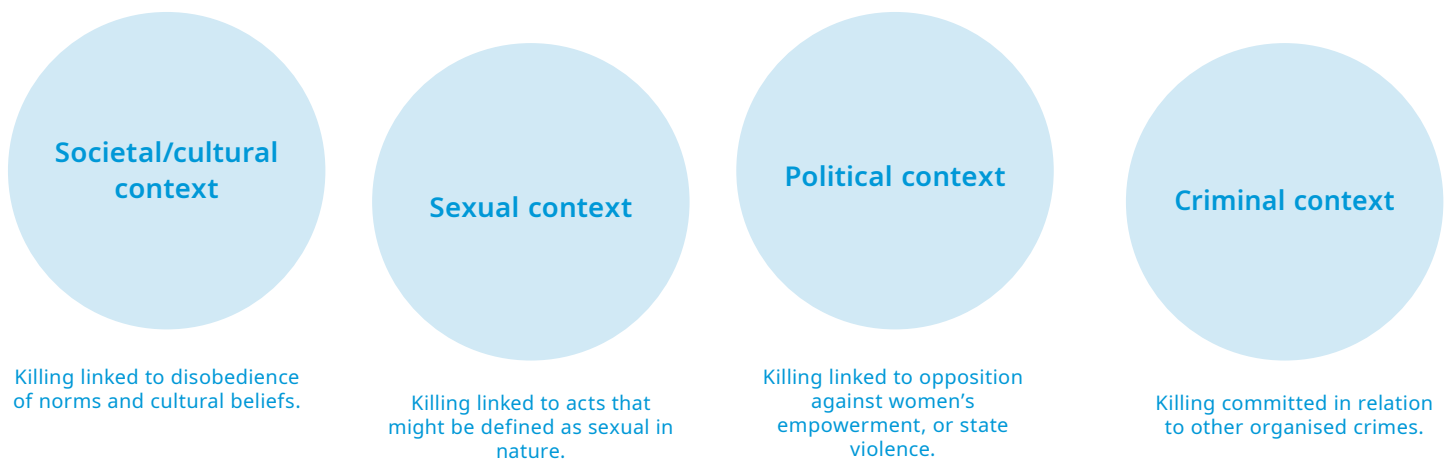 Societal/cultural
context
Killing linked to disobedience
of norms and cultural beliefs.
Sexual context
Killing linked to acts that
might be defined as sexual in
nature.
Political context
Killing linked to opposition
against women’s
empowerment, or state
violence.
Criminal context
Killing committed in relation
to other organised crimes.